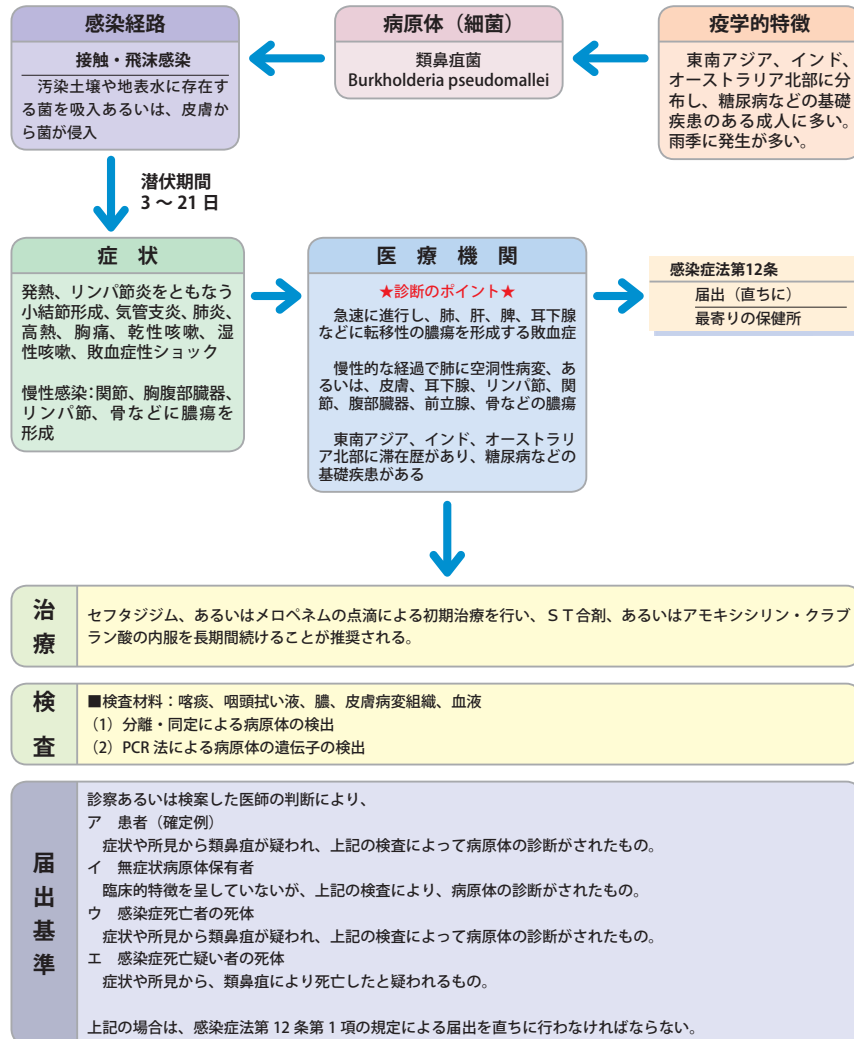 感染経路
接触・飛沫感染
汚染土壌や地表水に存在す
る菌を吸入あるいは、皮膚か
ら菌が侵入
病原体（細菌）
類鼻疽菌
Burkholderia pseudomallei
疫学的特徴
東南アジア、インド、
オーストラリア北部に分
布し、糖尿病などの基礎
疾患のある成人に多い。
雨季に発生が多い。
潜伏期間
3 〜 21 日
症　状
発熱、リンパ節炎をともなう
小結節形成、気管支炎、肺炎、
高熱、胸痛、乾性咳嗽、湿
性咳嗽、敗血症性ショック
慢性感染：関節、胸腹部臓器、
リンパ節、骨などに膿瘍を
形成
医　療　機　関
★診断のポイント★
急速に進行し、肺、肝、脾、耳下腺
などに転移性の膿瘍を形成する敗血症
慢性的な経過で肺に空洞性病変、あ
るいは、皮膚、耳下腺、リンパ節、関
節、腹部臓器、前立腺、骨などの膿瘍
東南アジア、インド、オーストラリ
ア北部に滞在歴があり、糖尿病などの
基礎疾患がある
感染症法第12条
届出（直ちに）
最寄りの保健所
治療
セフタジジム、あるいはメロペネムの点滴による初期治療を行い、ＳＴ合剤、あるいはアモキシシリン・クラブ
ラン酸の内服を長期間続けることが推奨される。
検査
■検査材料：喀痰、咽頭拭い液、膿、皮膚病変組織、血液
（1）分離・同定による病原体の検出
（2）PCR 法による病原体の遺伝子の検出
届出基準
診察あるいは検案した医師の判断により、
ア　患者（確定例）
症状や所見から類鼻疽が疑われ、上記の検査によって病原体の診断がされたもの。
イ　無症状病原体保有者
臨床的特徴を呈していないが、上記の検査により、病原体の診断がされたもの。
ウ　感染症死亡者の死体
症状や所見から類鼻疽が疑われ、上記の検査によって病原体の診断がされたもの。
エ　感染症死亡疑い者の死体
症状や所見から、類鼻疽により死亡したと疑われるもの。
上記の場合は、感染症法第 12 条第 1 項の規定による届出を直ちに行わなければならない。